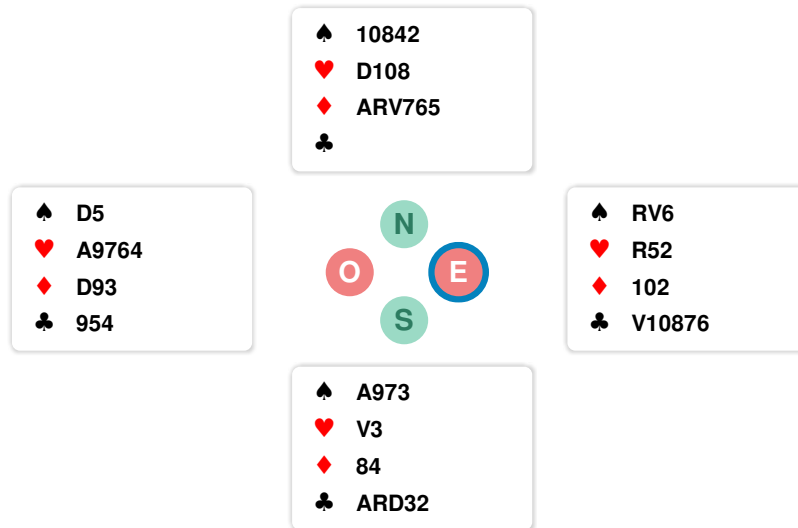 ♠ 10842
♥ D108
♦ ARV765
♣
♠ D5
♥ A9764
♦ D93
♣ 954
N
O
E
S
♠ RV6
♥ R52
♦ 102
♣ V10876
♠ A973
♥ V3
♦ 84
♣ ARD32